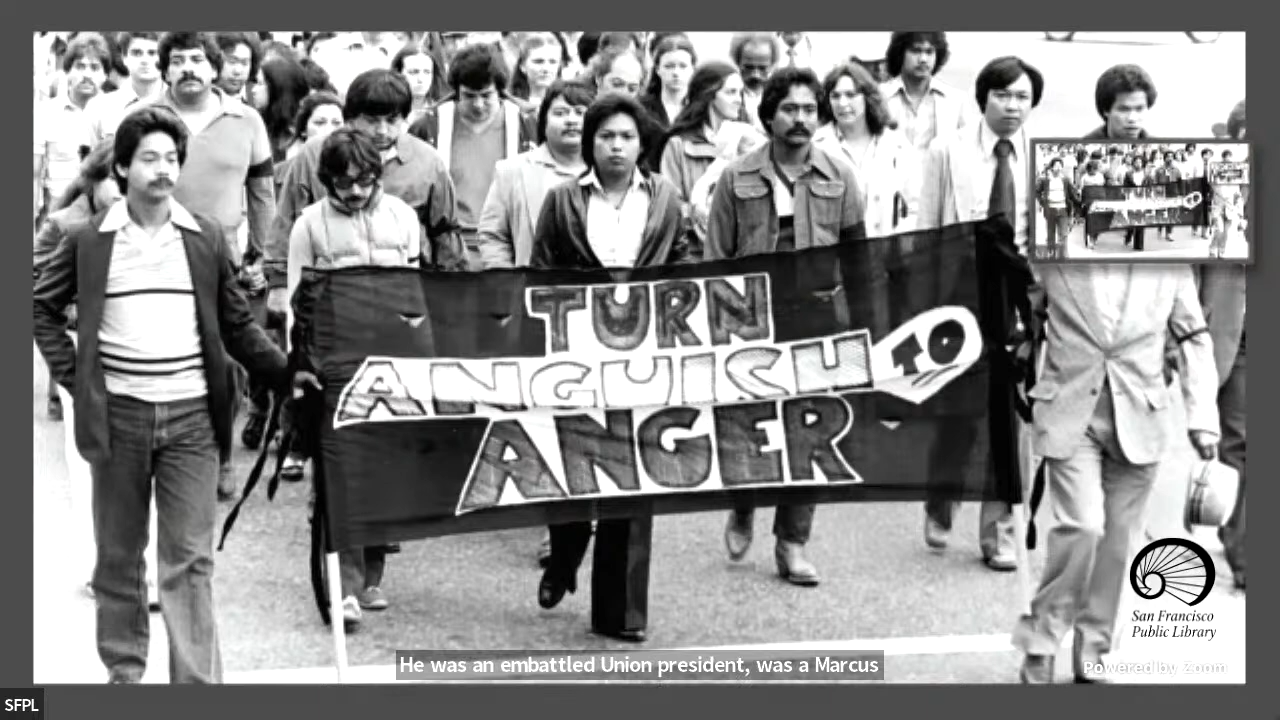 TURN
ANGUISH TO
ANGER
San Francisco
Public Library
He was an embattled Union president, was a Marcus
Powered by Zoom
SFPL